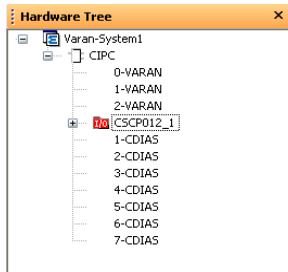 Hardware Tree
Varan-System1
CIPC
0-VARAN
1-VARAN
2-VARAN
I/O CSCP012_1
1-CDIAS
2-CDIAS
3-CDIAS
4-CDIAS
5-CDIAS
6-CDIAS
7-CDIAS